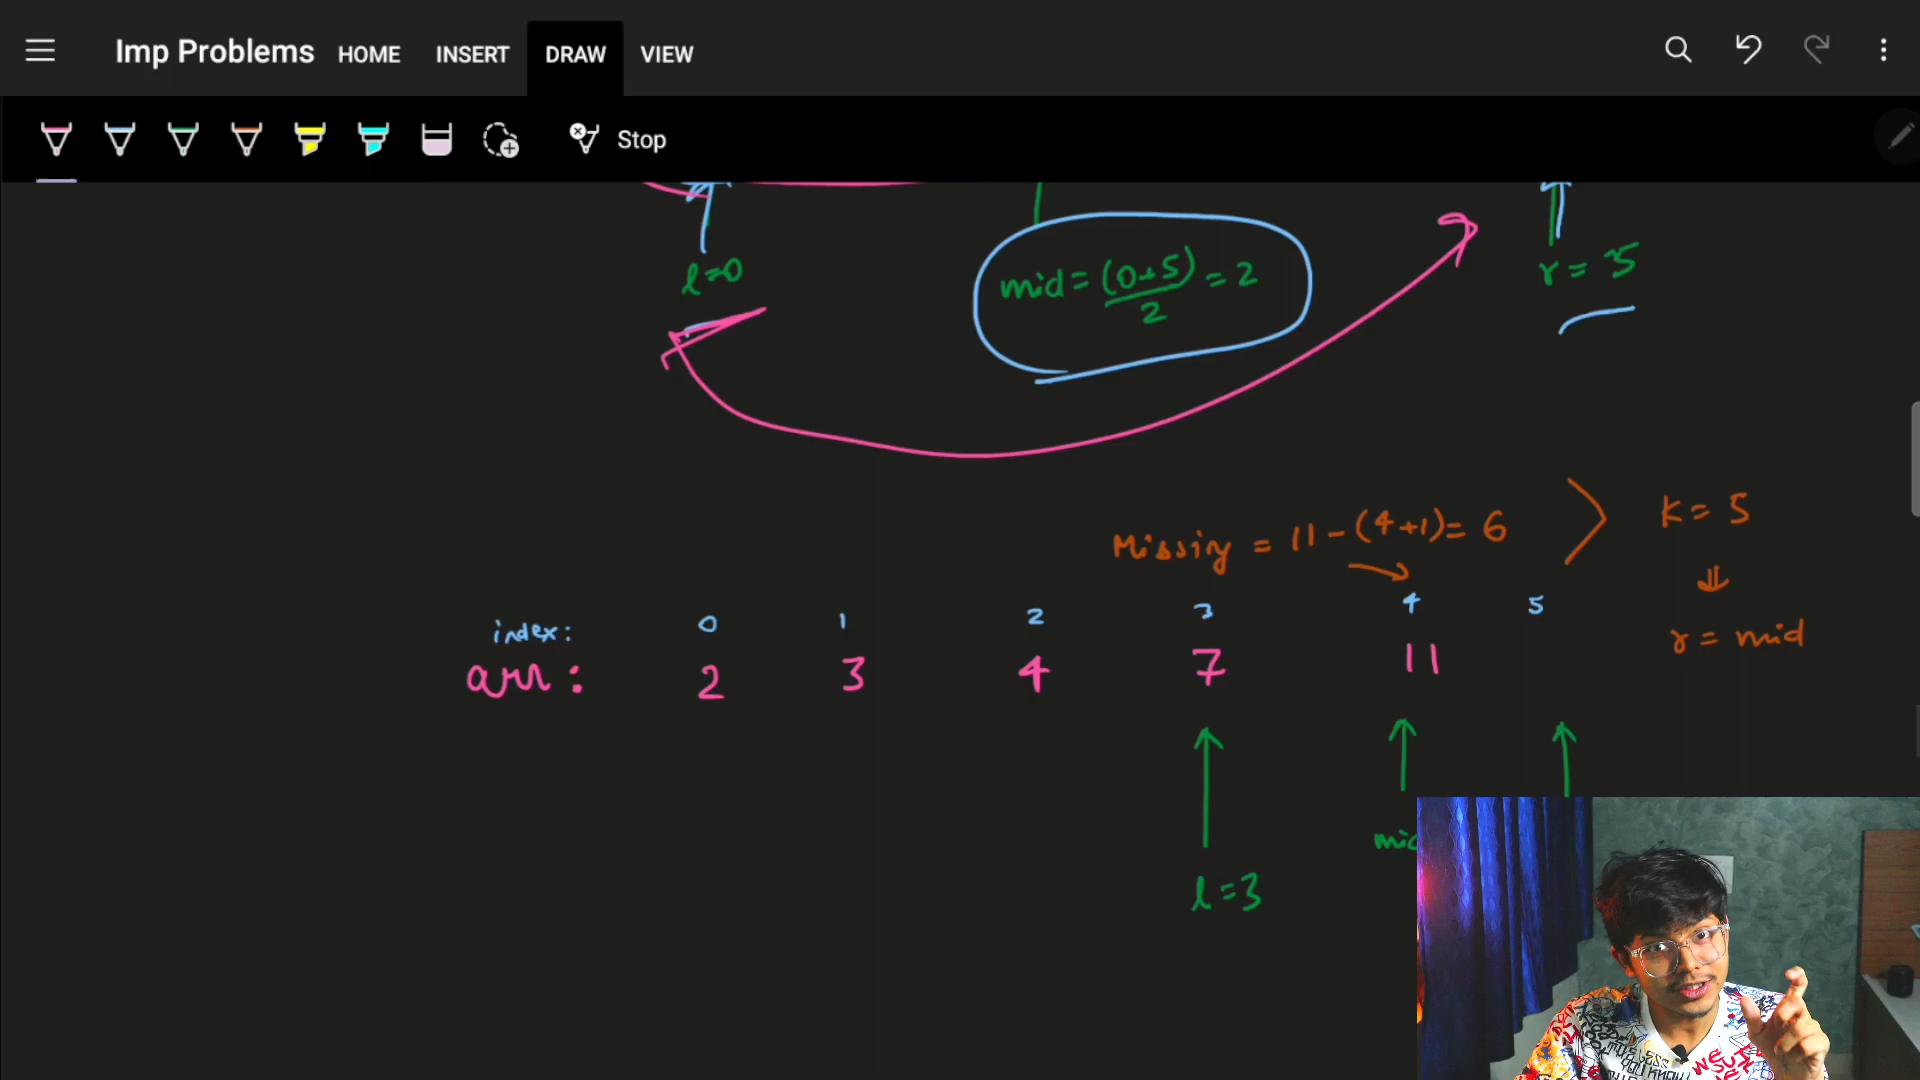 Imp Problems HOME INSERT DRAW VIEW
Stop
l=0
mid = (0+5)/2 = 2
r = 5
Missing = 11 - (4+1) = 6 > k = 5
⇓
r = mid
index: 0 1 2 3 4 5
arr: 2 3 4 7 11
l=3